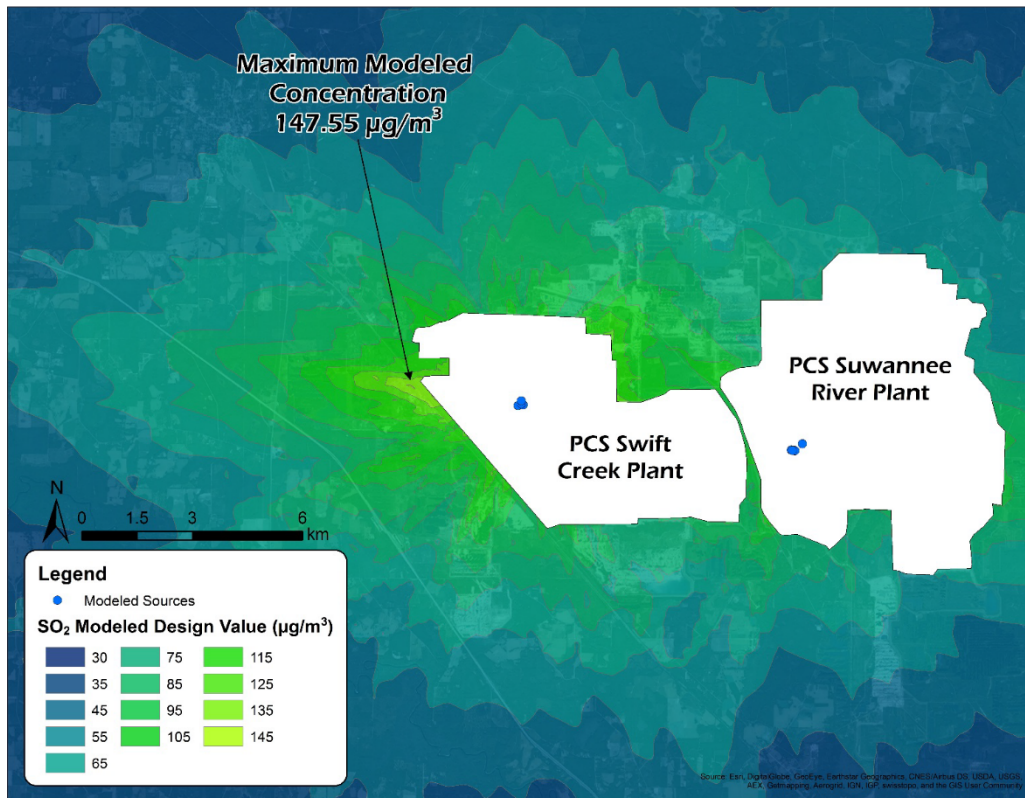 Maximum Modeled
Concentration
147.55 µg/m³
PCS Suwannee
River Plant
PCS Swift
Creek Plant
N
0 1.5 3 6
km
Legend
Modeled Sources
SO₂ Modeled Design Value (µg/m³)
30 75 115
35 85 125
45 95 135
55 105 145
65
Source: Esri, DigitalGlobe, GeoEye, Earthstar Geographics, CNES/Airbus DS, USDA, USGS,
AEX, Getmapping, Aerogrid, IGN, IGP, swisstopo, and the GIS User Community